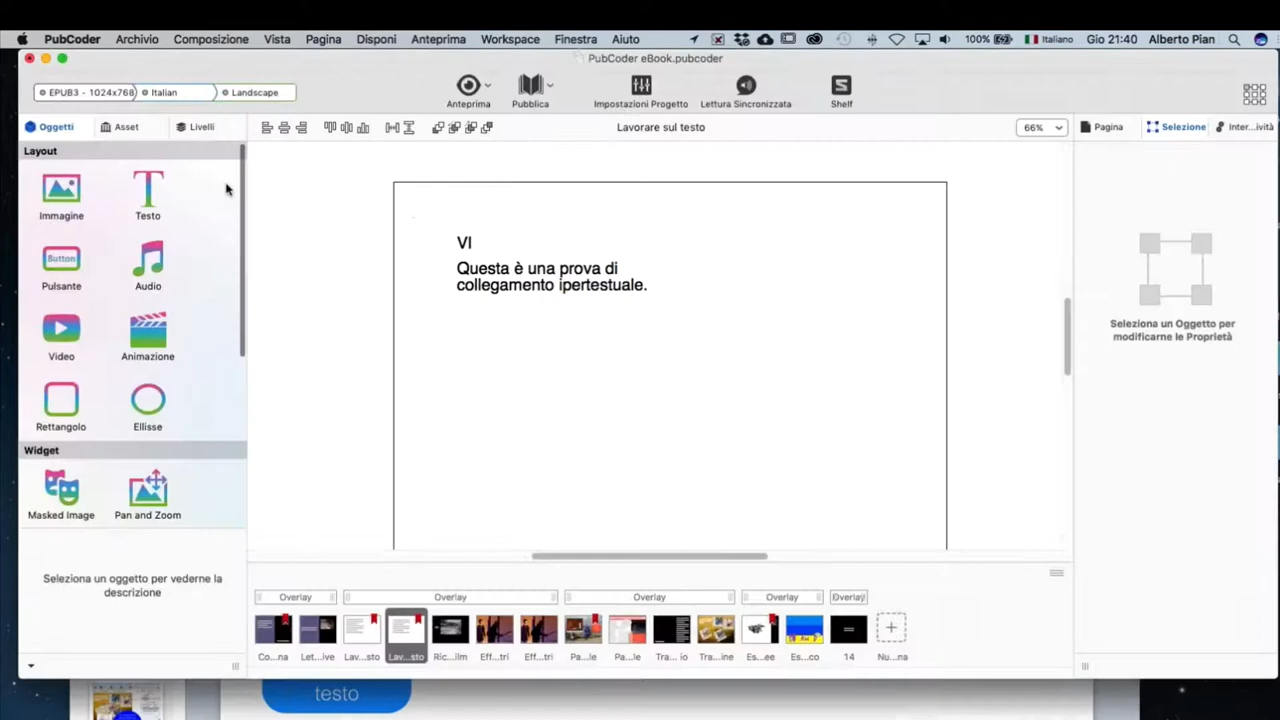 PubCoder Archivio Composizione Vista Pagina Disponi Anteprima Workspace Finestra Aiuto 100% Italiano Gio 21:40 Alberto Pian
PubCoder eBook.pubcoder
EPUB3 - 1024x768 Italian Landscape
Anteprima Pubblica Impostazioni Progetto Lettura Sincronizzata Shelf
Oggetti Asset Livelli Lavorare sul testo 66% Pagina Selezione Inter...ività
Layout
Immagine Testo
Button
Pulsante Audio
Video Animazione
Rettangolo Ellisse
Widget
Masked Image Pan and Zoom
Seleziona un oggetto per vederne la
descrizione
VI
Questa è una prova di
collegamento ipertestuale.
Seleziona un Oggetto per
modificarne le Proprietà
Overlay Overlay Overlay Overlay Overlay
Co...na Let...ive Lav...sto Lav...sto Ric...ilm Eff...tri Eff...tri Pa...le Pa...le Tra... io Tra...ine Es...ee Es...co 14 Nu...na
testo